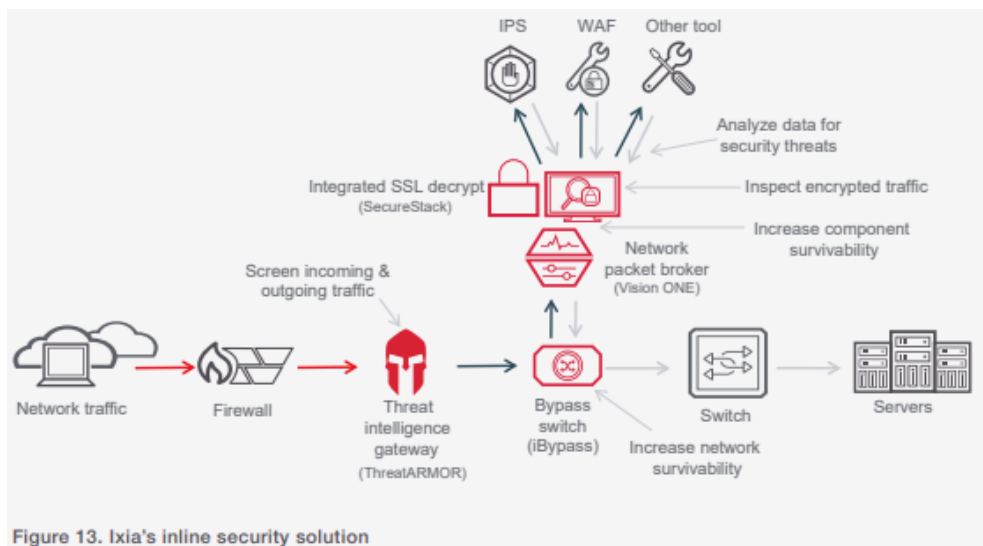 IPS
WAF
Other tool
Analyze data for
security threats
Integrated SSL decrypt
(SecureStack)
Inspect encrypted traffic
Increase component
survivability
Network
packet broker
(Vision ONE)
Screen incoming &
outgoing traffic
Network traffic
Firewall
Threat
intelligence
gateway
(ThreatARMOR)
Bypass
switch
(iBypass)
Switch
Servers
Increase network
survivability
Figure 13. Ixia's inline security solution